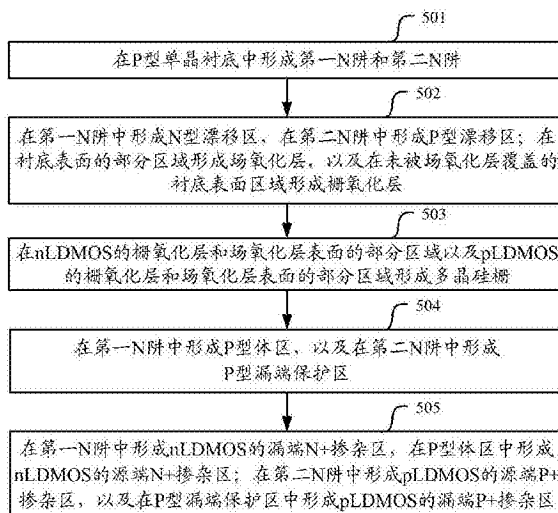 501
在P型单晶衬底中形成第一N阱和第二N阱
502
在第一N阱中形成N型漂移区，在第二N阱中形成P型漂移区；在
衬底表面的部分区域形成场氧化层，以及在未被场氧化层覆盖的
衬底表面区域形成栅氧化层
503
在nLDMOS的栅氧化层和场氧化层表面的部分区域以及pLDMOS
的栅氧化层和场氧化层表面的部分区域形成多晶硅栅
504
在第一N阱中形成P型体区，以及在第二N阱中形成
P型漏端保护区
505
在第一N阱中形成nLDMOS的漏端N+掺杂区，在P型体区中形成
nLDMOS的源端N+掺杂区；在第二N阱中形成pLDMOS的源端P+
掺杂区，以及在P型漏端保护区中形成pLDMOS的漏端P+掺杂区